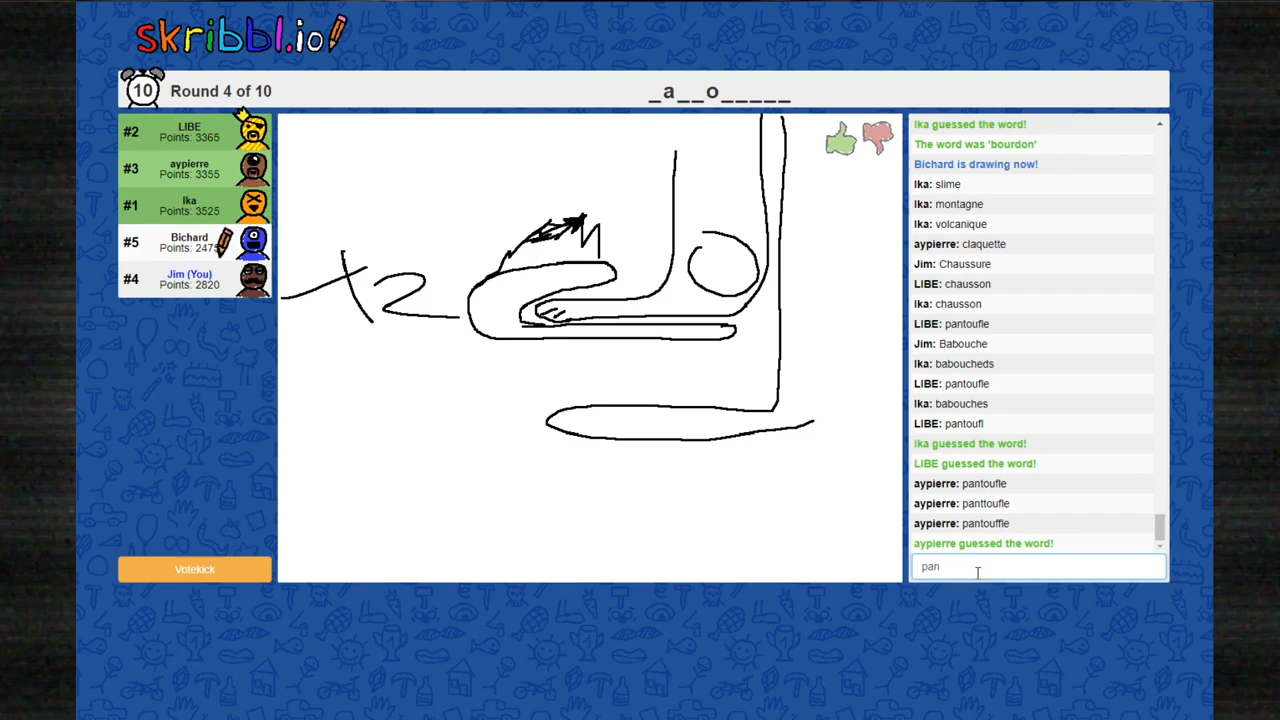 skribbl.io
10 Round 4 of 10 _a__o_____
#2 LIBE
Points: 3365
#3 aypierre
Points: 3355
#1 Ika
Points: 3525
#5 Bichard
Points: 2475
#4 Jim (You)
Points: 2820
Votekick
x2
Ika guessed the word!
The word was 'bourdon'
Bichard is drawing now!
Ika: slime
Ika: montagne
Ika: volcanique
aypierre: claquette
Jim: Chaussure
LIBE: chausson
Ika: chausson
LIBE: pantoufle
Jim: Babouche
Ika: baboucheds
LIBE: pantoufle
Ika: babouches
LIBE: pantoufl
Ika guessed the word!
LIBE guessed the word!
aypierre: pantoufle
aypierre: panttoufle
aypierre: pantouffle
aypierre guessed the word!
pan